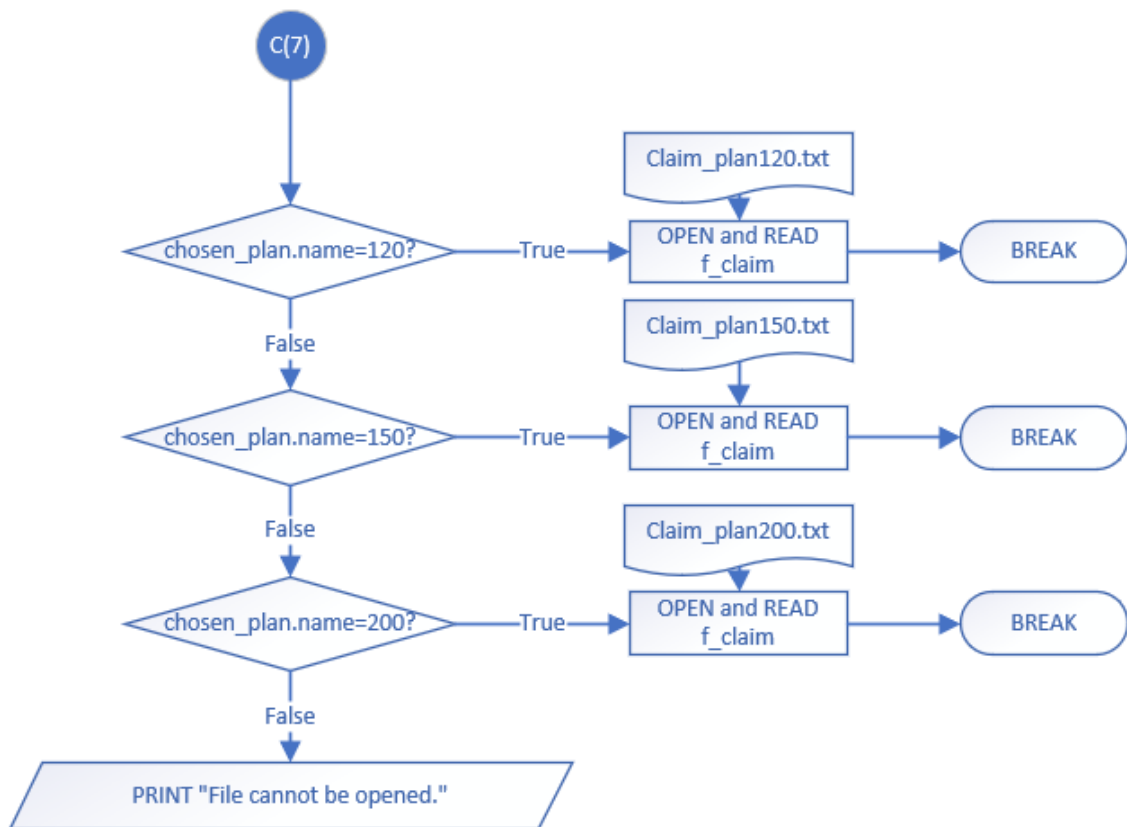 C(7)
Claim_plan120.txt
chosen_plan.name=120?
True
OPEN and READ
f_claim
BREAK
False
Claim_plan150.txt
chosen_plan.name=150?
True
OPEN and READ
f_claim
BREAK
False
Claim_plan200.txt
chosen_plan.name=200?
True
OPEN and READ
f_claim
BREAK
False
PRINT "File cannot be opened."